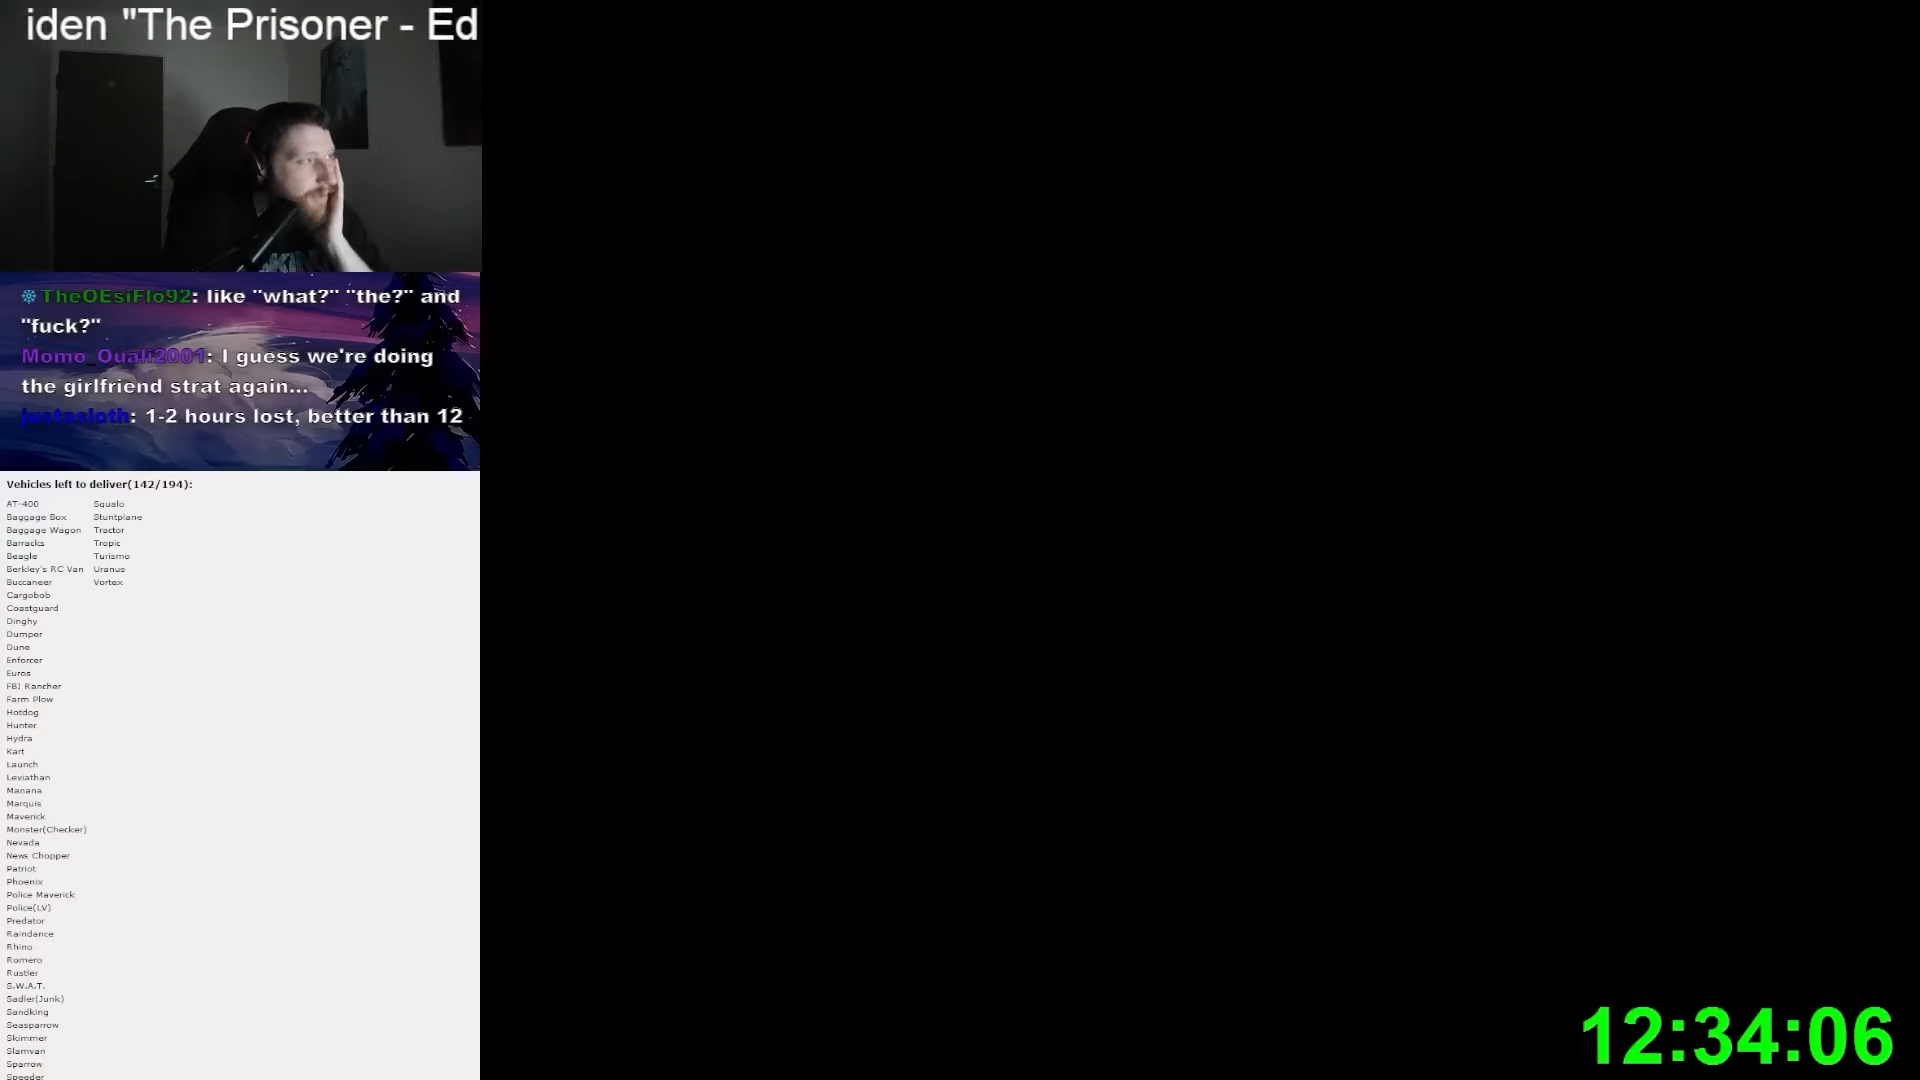 iden "The Prisoner - Ed
TheOEsiFlo92: like "what?" "the?" and
"fuck?"
Momo_Ouali2001: I guess we're doing
the girlfriend strat again...
justasloth: 1-2 hours lost, better than 12
Vehicles left to deliver(142/194):
AT-400
Baggage Box
Baggage Wagon
Barracks
Beagle
Berkley's RC Van
Buccaneer
Cargobob
Coastguard
Dinghy
Dumper
Dune
Enforcer
Euros
FBI Rancher
Farm Plow
Hotdog
Hunter
Hydra
Kart
Launch
Leviathan
Manana
Marquis
Maverick
Monster(Checker)
Nevada
News Chopper
Patriot
Phoenix
Police Maverick
Police(LV)
Predator
Raindance
Rhino
Romero
Rustler
S.W.A.T.
Sadler(Junk)
Sandking
Seasparrow
Skimmer
Slamvan
Sparrow
Speeder
Squalo
Stuntplane
Tractor
Tropic
Turismo
Uranus
Vortex
12:34:06